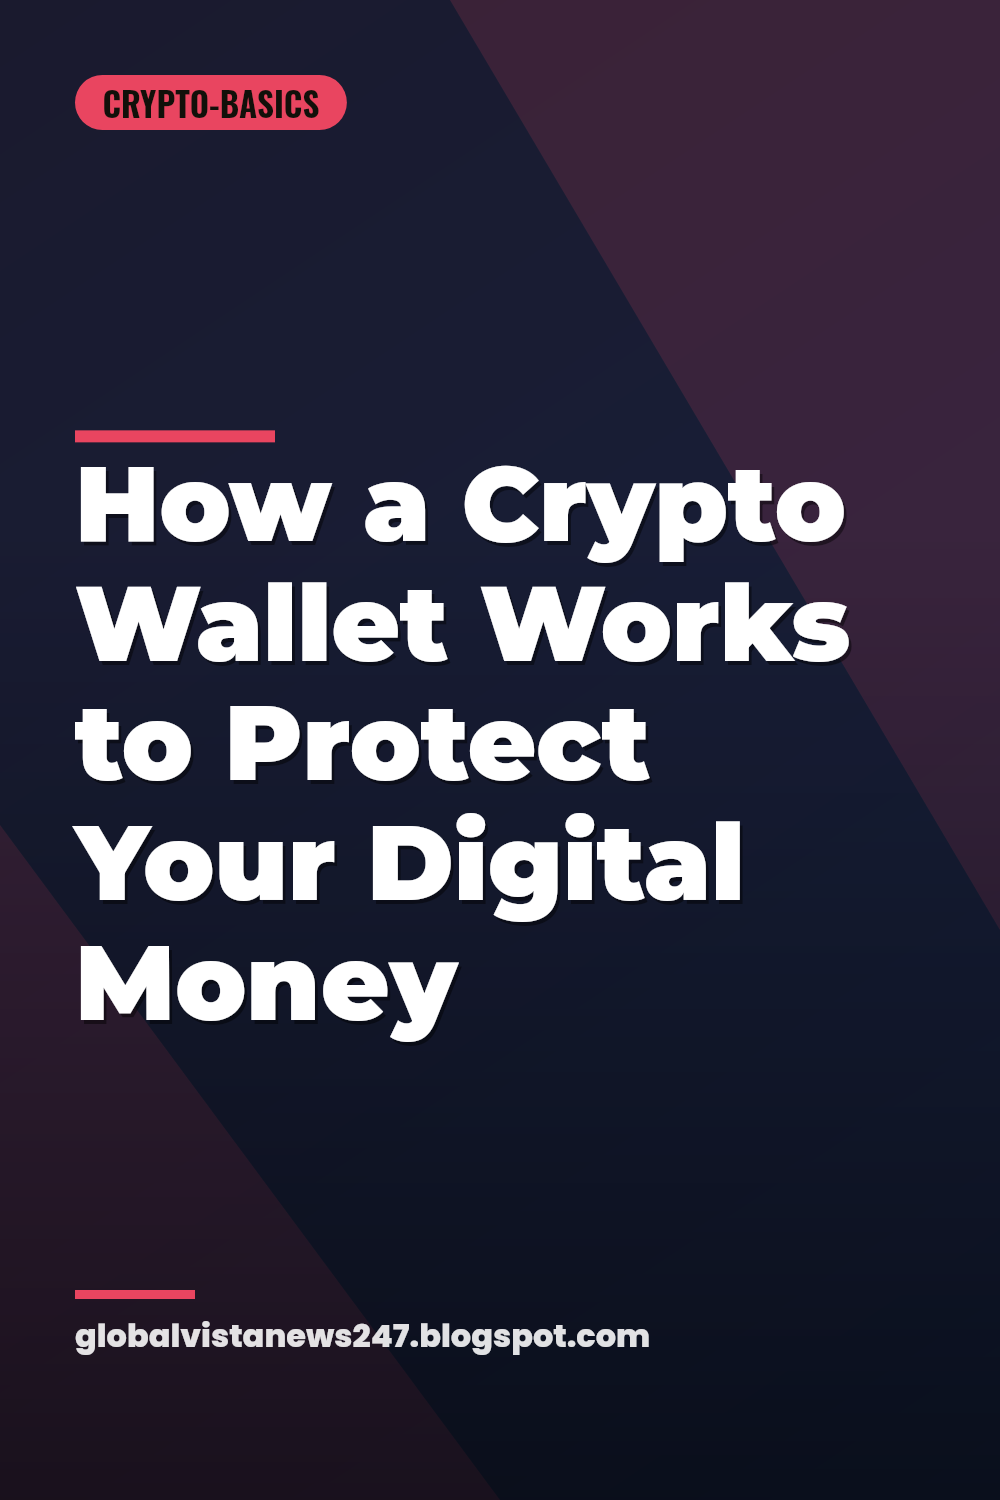 CRYPTO-BASICS
How a Crypto
Wallet Works
to Protect
Your Digital
Money
globalvistanews247.blogspot.com